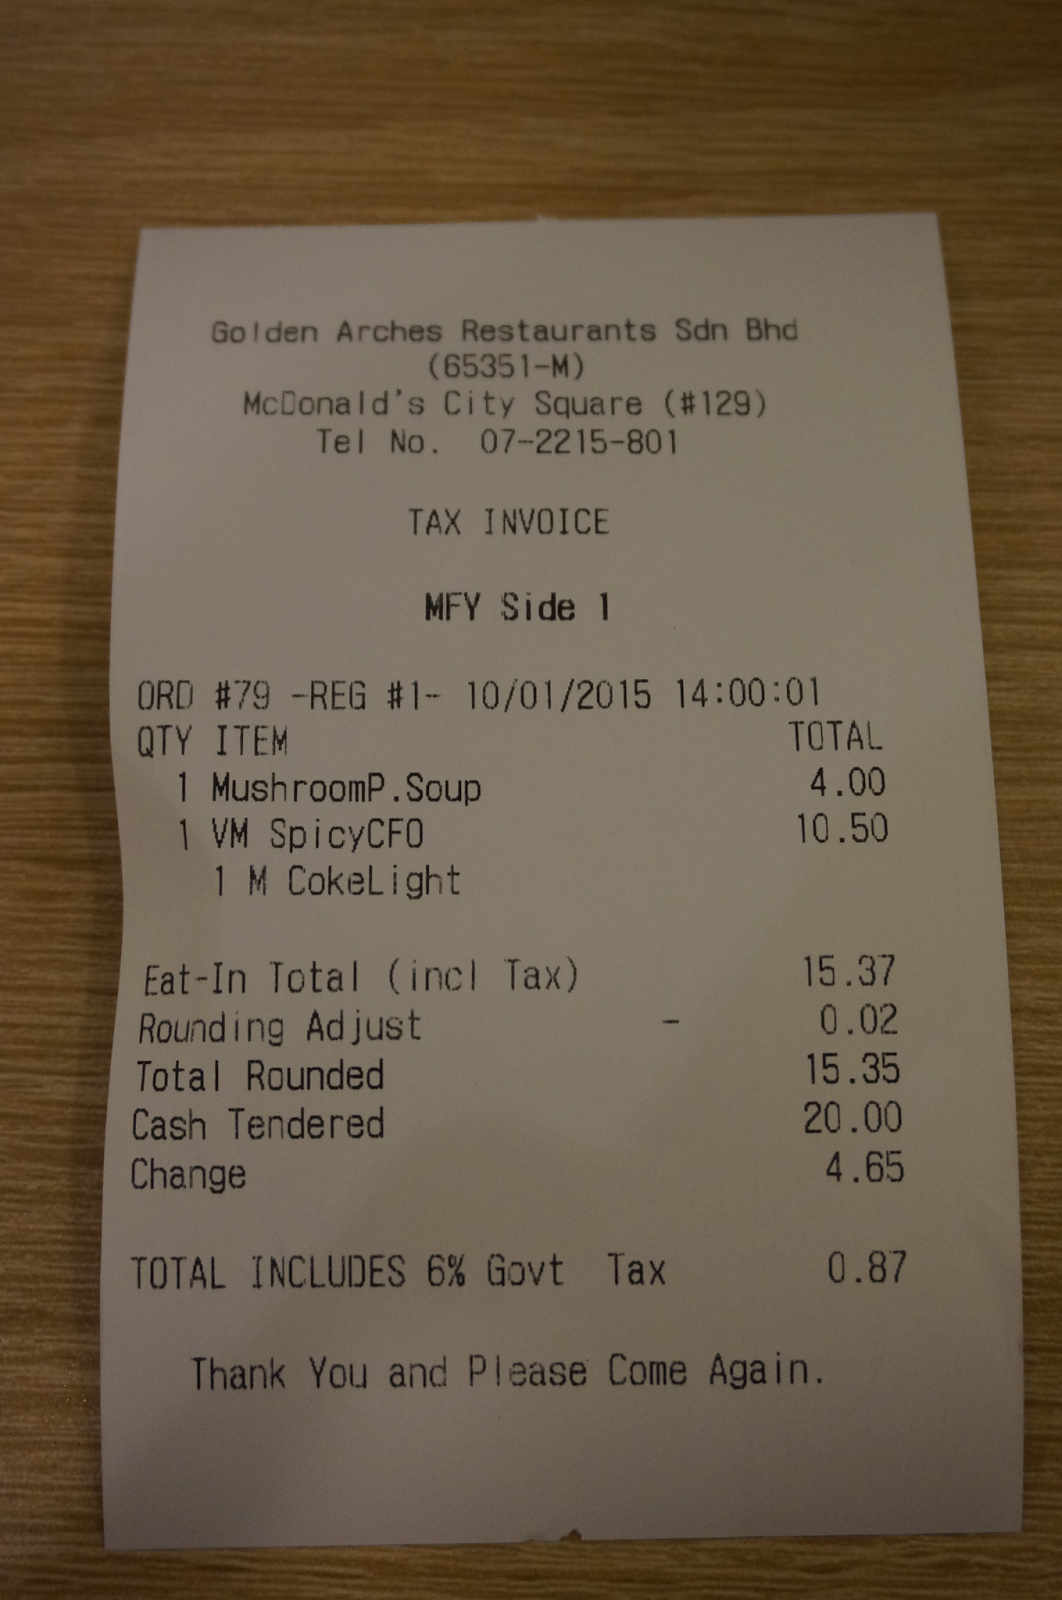 Golden Arches Restaurants Sdn Bhd
(65351-M)
McDonald's City Square (#129)
Tel No.  07-2215-801
TAX INVOICE
MFY Side 1
ORD #79 -REG #1- 10/01/2015 14:00:01
QTY ITEM TOTAL
1 MushroomP.Soup 4.00
1 VM SpicyCFO 10.50
1 M CokeLight
Eat-In Total (incl Tax) 15.37
Rounding Adjust - 0.02
Total Rounded 15.35
Cash Tendered 20.00
Change 4.65
TOTAL INCLUDES 6% Govt  Tax 0.87
Thank You and Please Come Again.